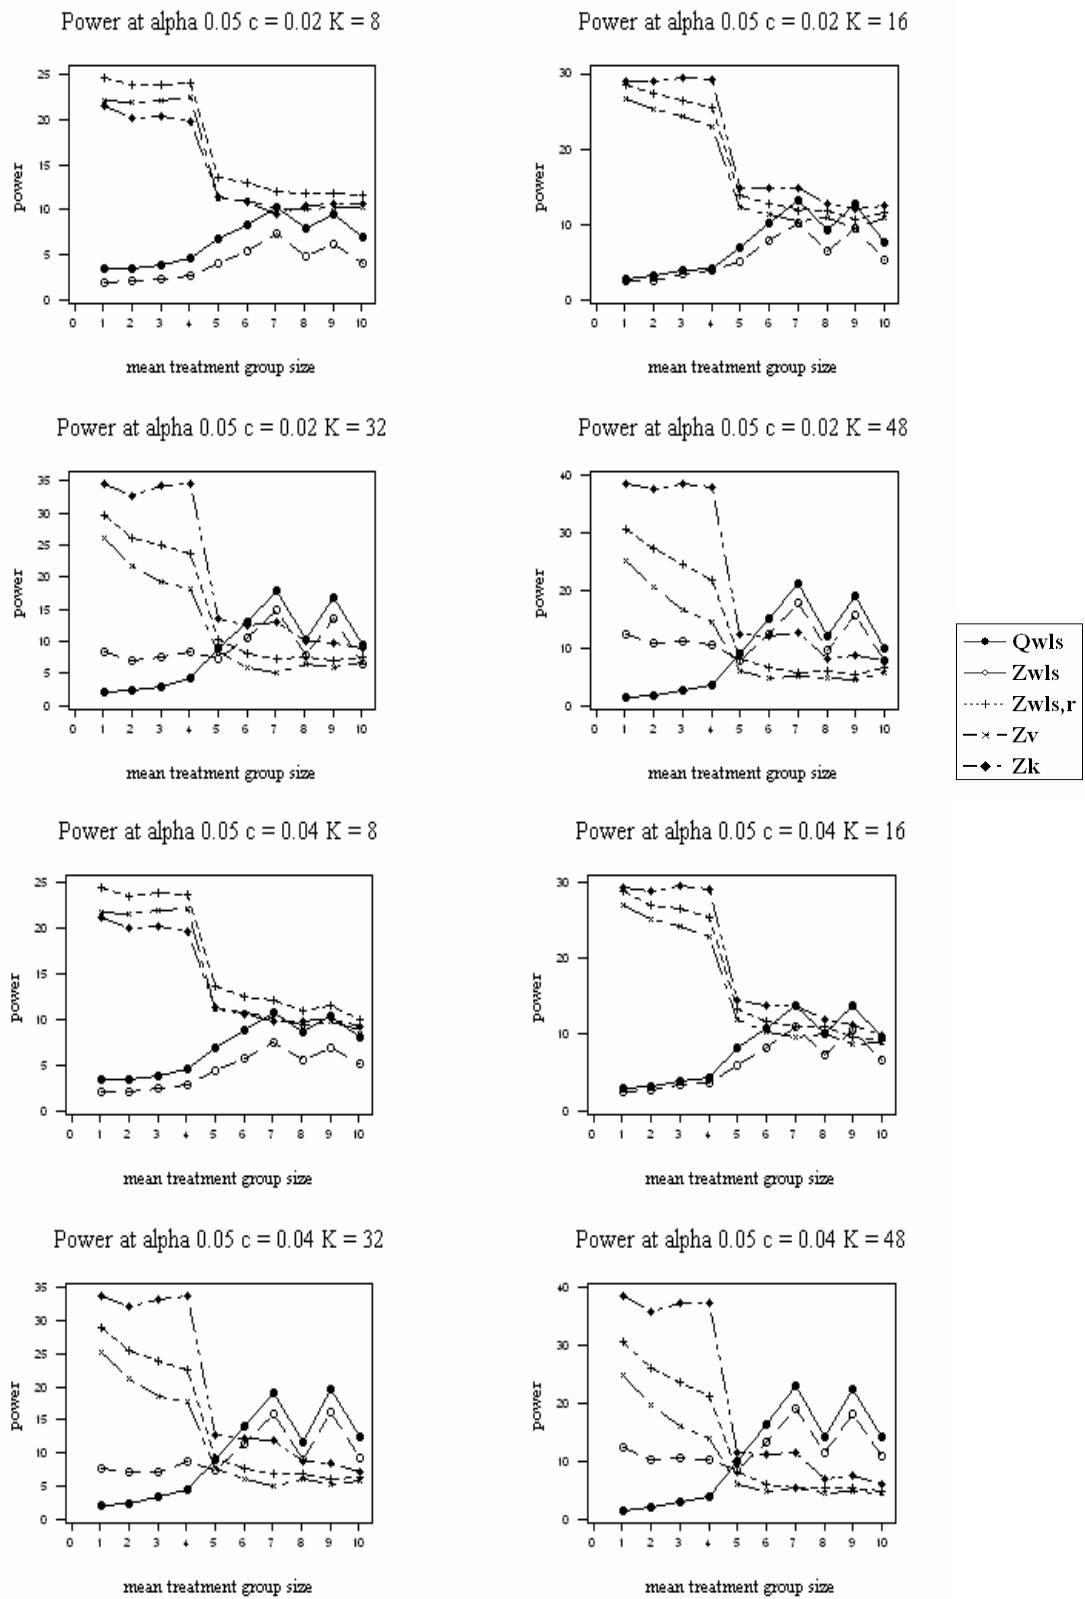 Power at alpha 0.05 c = 0.02 K = 8
25
20
15
10
5
0
power
0 1 2 3 4 5 6 7 8 9 10
mean treatment group size
Power at alpha 0.05 c = 0.02 K = 16
30
20
10
0
power
0 1 2 3 4 5 6 7 8 9 10
mean treatment group size
Power at alpha 0.05 c = 0.02 K = 32
35
30
25
20
15
10
5
0
power
0 1 2 3 4 5 6 7 8 9 10
mean treatment group size
Power at alpha 0.05 c = 0.02 K = 48
40
30
20
10
0
power
0 1 2 3 4 5 6 7 8 9 10
mean treatment group size
Qwls
Zwls
Zwls,r
Zv
Zk
Power at alpha 0.05 c = 0.04 K = 8
25
20
15
10
5
0
power
0 1 2 3 4 5 6 7 8 9 10
mean treatment group size
Power at alpha 0.05 c = 0.04 K = 16
30
20
10
0
power
0 1 2 3 4 5 6 7 8 9 10
mean treatment group size
Power at alpha 0.05 c = 0.04 K = 32
35
30
25
20
15
10
5
0
power
0 1 2 3 4 5 6 7 8 9 10
mean treatment group size
Power at alpha 0.05 c = 0.04 K = 48
40
30
20
10
0
power
0 1 2 3 4 5 6 7 8 9 10
mean treatment group size